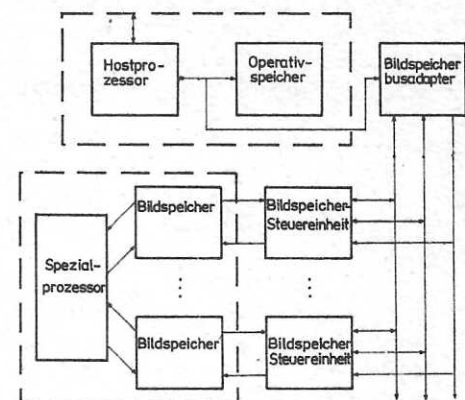 Hostpro-
zessor
Operativ-
speicher
Bildspeicher
busadapter
Bildspeicher
Bildspeicher-
Steuereinheit
Spezial-
prozessor
Bildspeicher
Bildspeicher
Steuereinheit